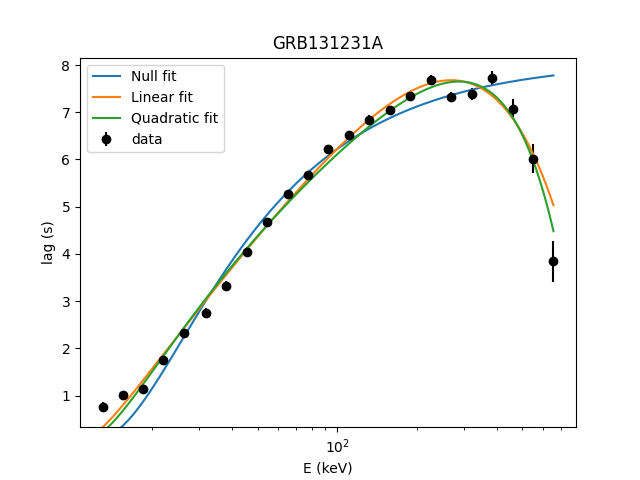 GRB131231A
8
7
6
5
4
3
2
1
lag (s)
Null fit
Linear fit
Quadratic fit
data
10²
E (keV)